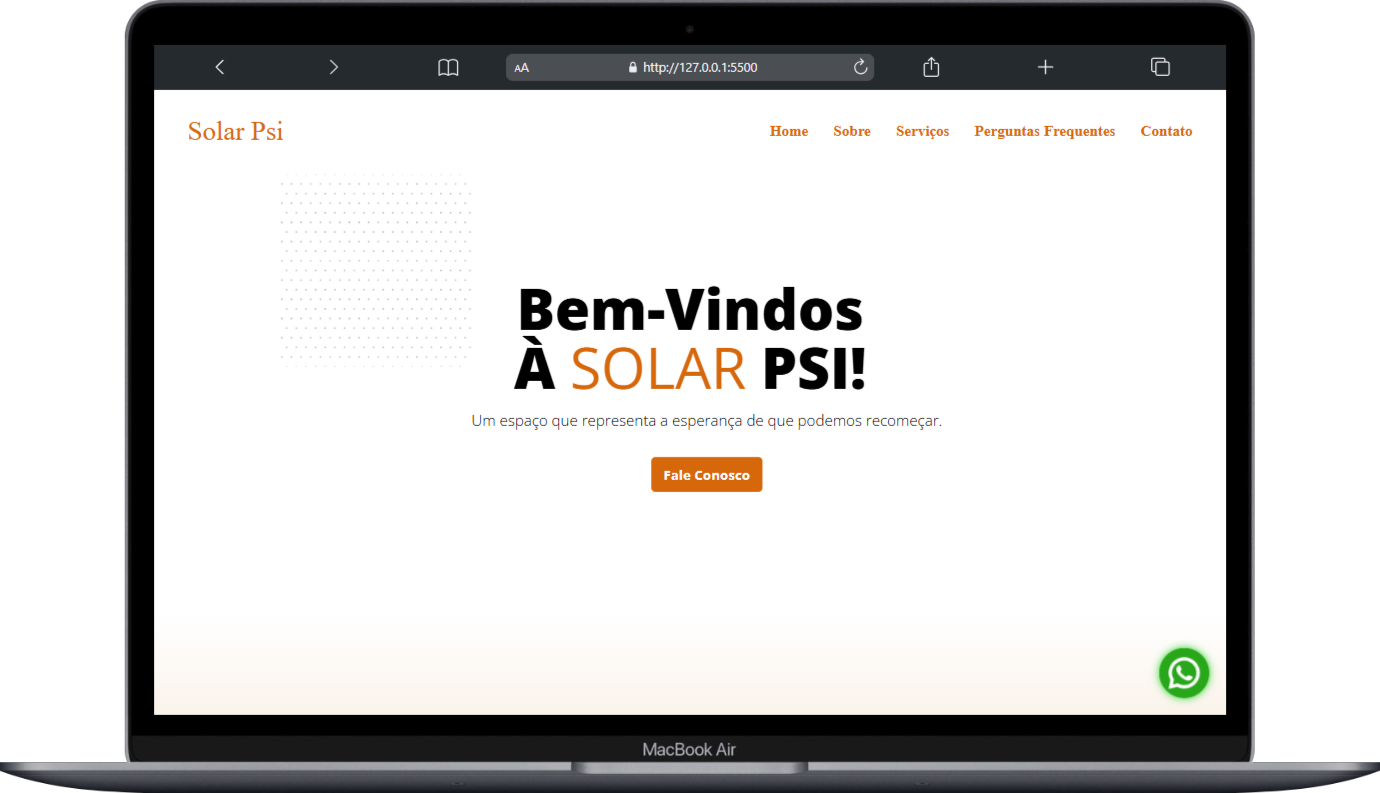 AA http://127.0.0.1:5500
Solar Psi Home Sobre Serviços Perguntas Frequentes Contato
Bem-Vindos
À SOLAR PSI!
Um espaço que representa a esperança de que podemos recomeçar.
Fale Conosco
MacBook Air